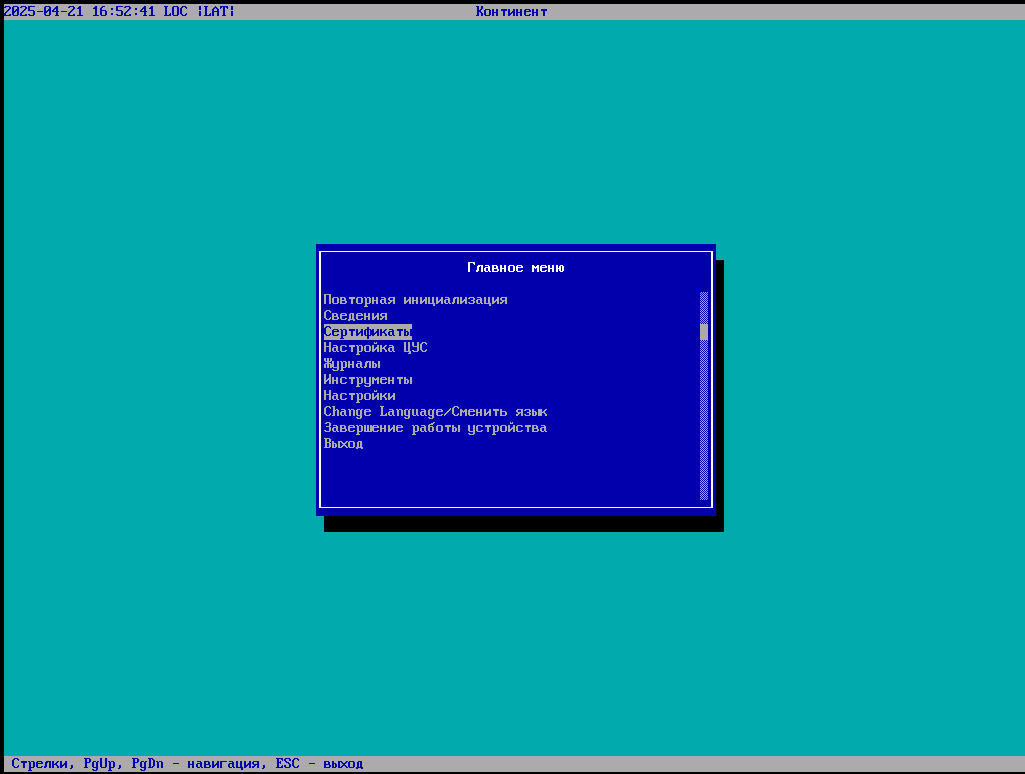 2025-04-21 16:52:41 LOC |LAT| Континент
Главное меню
Повторная инициализация
Сведения
Сертификаты
Настройка ЦУС
Журналы
Инструменты
Настройки
Change Language/Сменить язык
Завершение работы устройства
Выход
Стрелки, PgUp, PgDn - навигация, ESC - выход